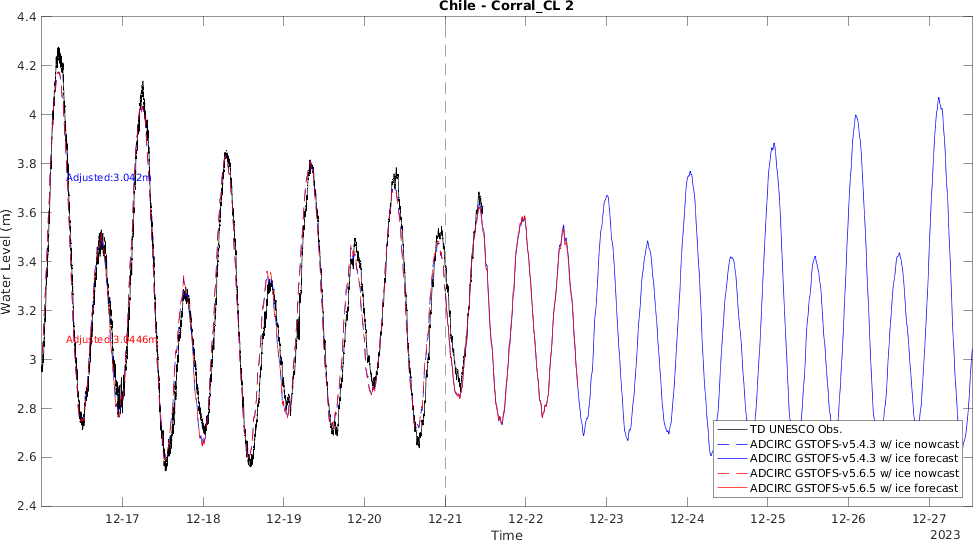 Chile - Corral_CL 2
4.4
4.2
4
3.8
3.6
3.4
3.2
3
2.8
2.6
2.4
Water Level (m)
Adjusted:3.042m
Adjusted:3.0446m
TD UNESCO Obs.
ADCIRC GSTOFS-v5.4.3 w/ ice nowcast
ADCIRC GSTOFS-v5.4.3 w/ ice forecast
ADCIRC GSTOFS-v5.6.5 w/ ice nowcast
ADCIRC GSTOFS-v5.6.5 w/ ice forecast
12-17 12-18 12-19 12-20 12-21 12-22 12-23 12-24 12-25 12-26 12-27
2023
Time